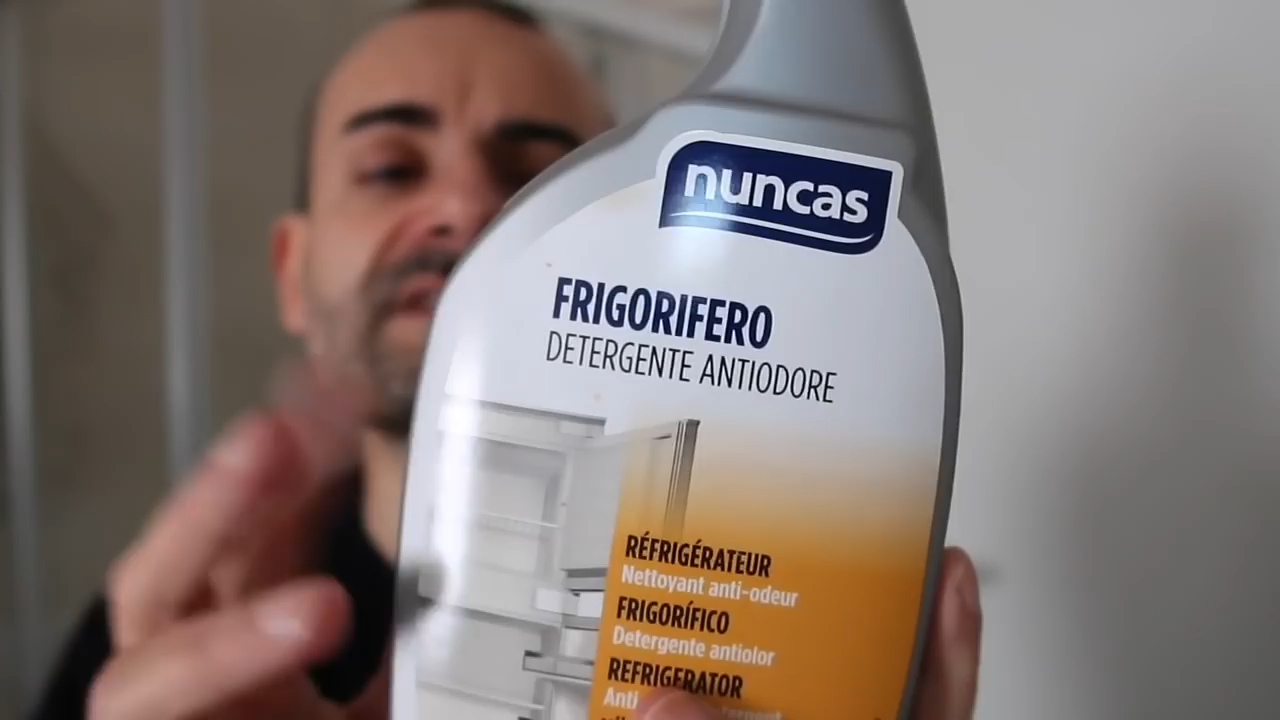 nuncas
FRIGORIFERO
DETERGENTE ANTIODORE
RÉFRIGÉRATEUR
Nettoyant anti-odeur
FRIGORÍFICO
Detergente antiolor
REFRIGERATOR